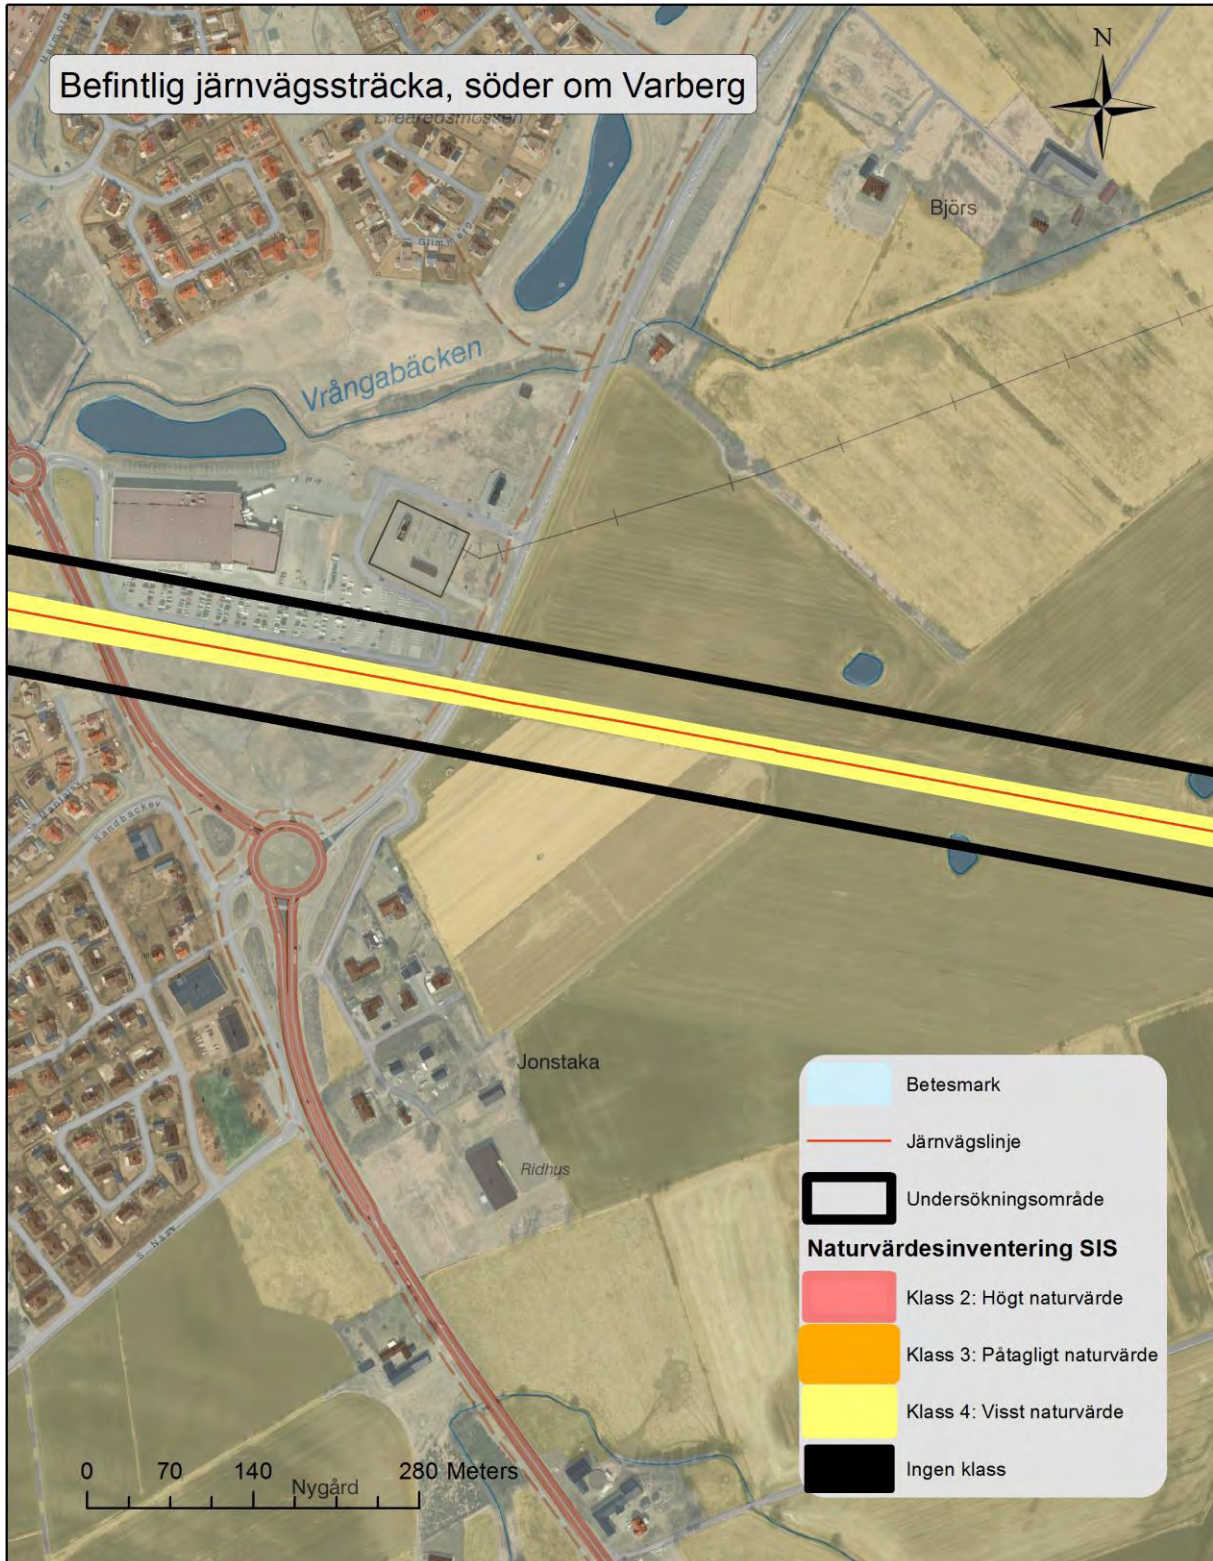 Befintlig järnvägssträcka, söder om Varberg
N
Björs
Vrångabäcken
Sandbackev
Jonstaka
Ridhus
Nygård
0 70 140 280 Meters
Betesmark
Järnvägslinje
Undersökningsområde
Naturvärdesinventering SIS
Klass 2: Högt naturvärde
Klass 3: Påtagligt naturvärde
Klass 4: Visst naturvärde
Ingen klass